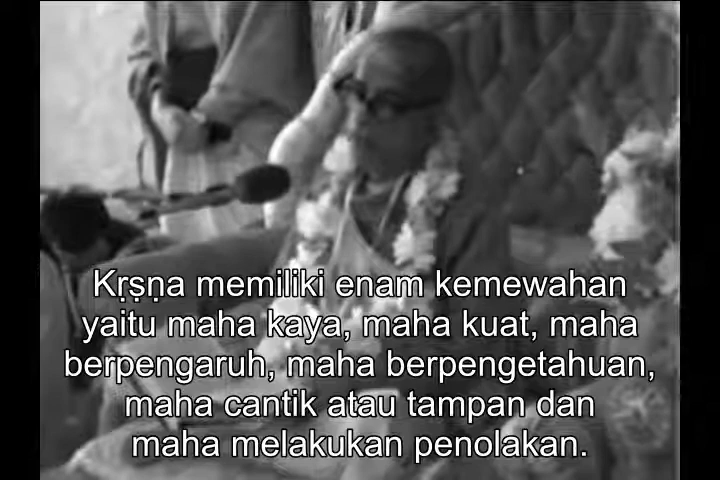 Kṛṣṇa memiliki enam kemewahan
yaitu maha kaya, maha kuat, maha
berpengaruh, maha berpengetahuan,
maha cantik atau tampan dan
maha melakukan penolakan.